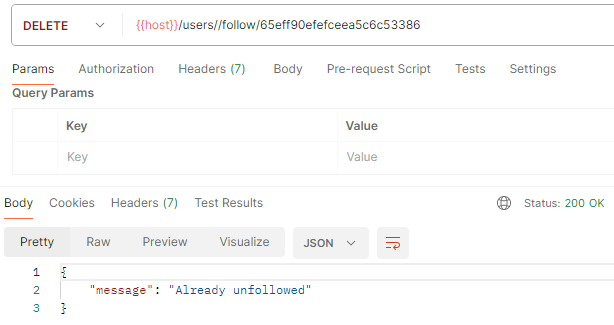 DELETE {{host}}/users//follow/65eff90efefceea5c6c53386
Params Authorization Headers (7) Body Pre-request Script Tests Settings
Query Params
Key Value
Key Value
Body Cookies Headers (7) Test Results Status: 200 OK
Pretty Raw Preview Visualize JSON
1 {
2 "message": "Already unfollowed"
3 }